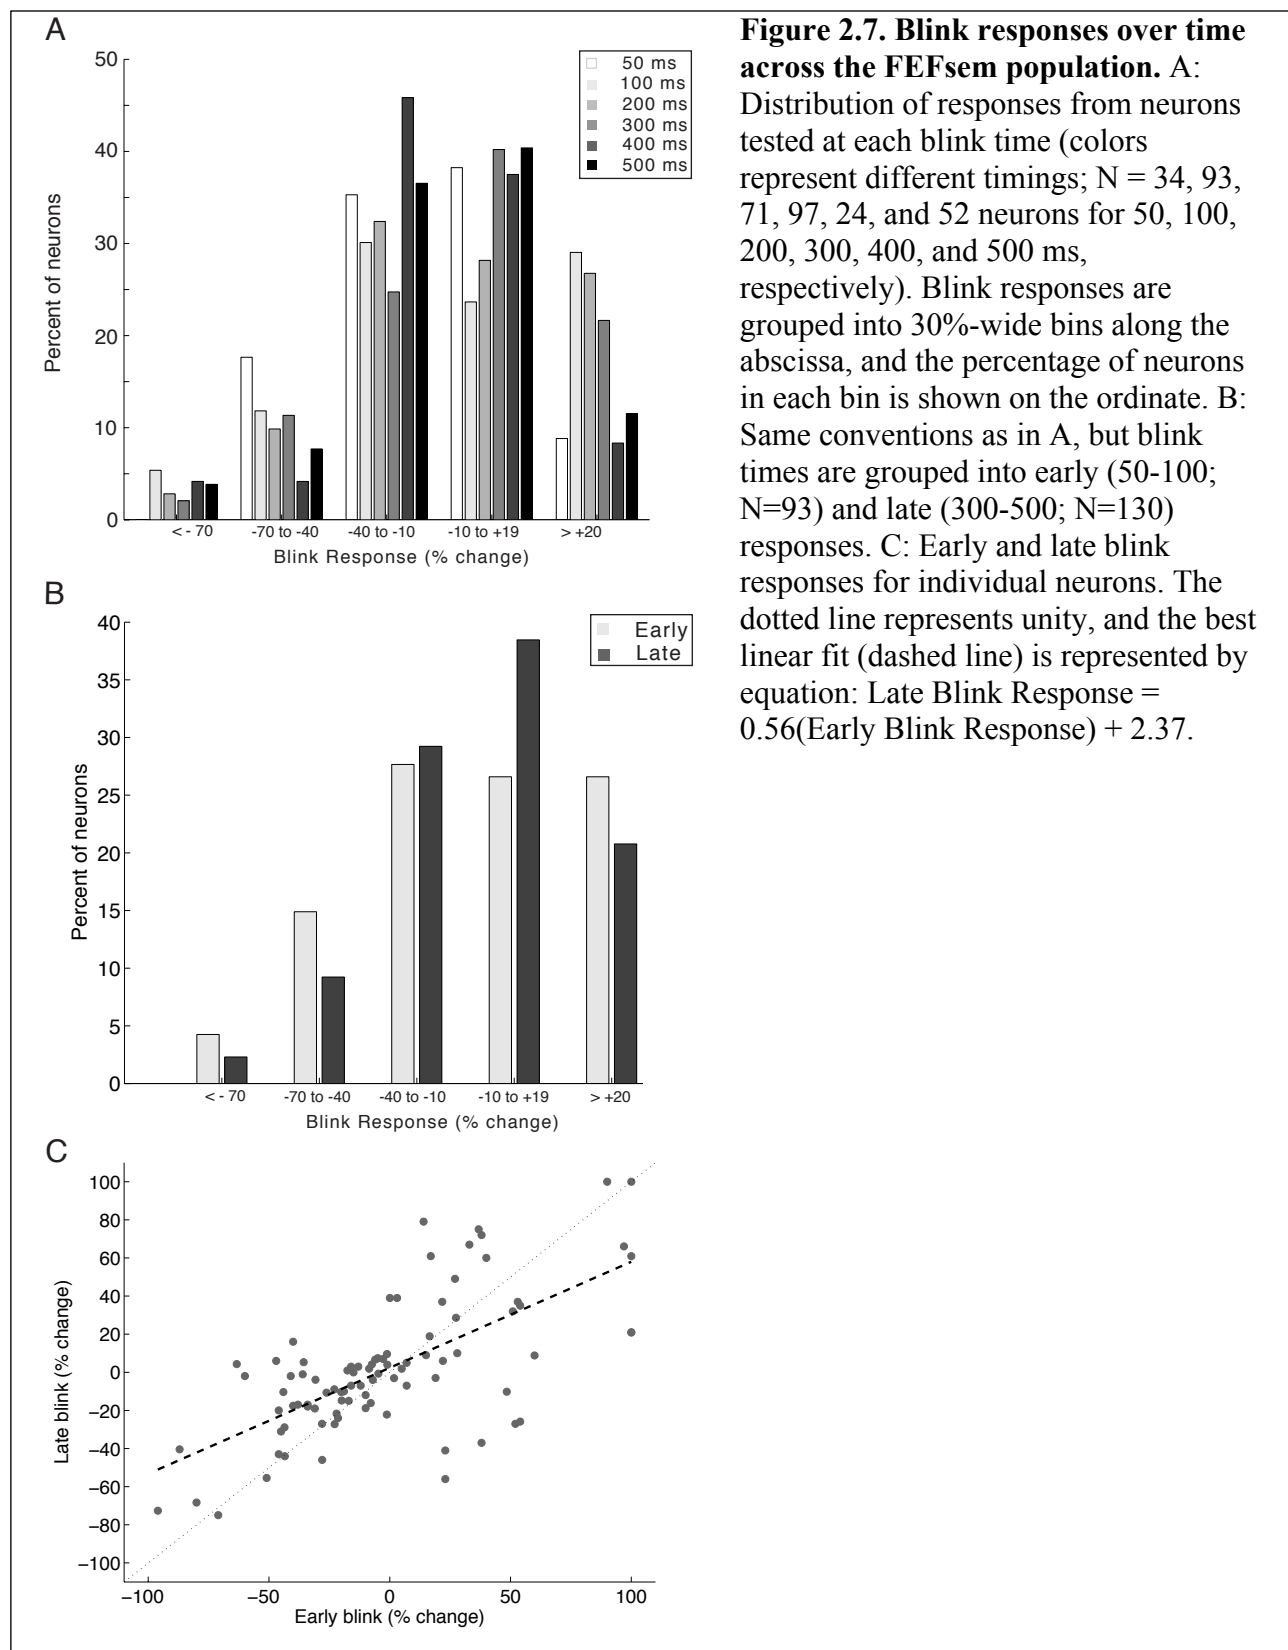 A
50
40
30
20
10
0
Percent of neurons
50 ms
100 ms
200 ms
300 ms
400 ms
500 ms
< - 70
-70 to -40
-40 to -10
-10 to +19
> +20
Blink Response (% change)
B
40
35
30
25
20
15
10
5
0
Percent of neurons
Early
Late
< - 70
-70 to -40
-40 to -10
-10 to +19
> +20
Blink Response (% change)
C
100
80
60
40
20
0
−20
−40
−60
−80
−100
Late blink (% change)
−100
−50
0
50
100
Early blink (% change)
Figure 2.7. Blink responses over time
across the FEFsem population. A:
Distribution of responses from neurons
tested at each blink time (colors
represent different timings; N = 34, 93,
71, 97, 24, and 52 neurons for 50, 100,
200, 300, 400, and 500 ms,
respectively). Blink responses are
grouped into 30%-wide bins along the
abscissa, and the percentage of neurons
in each bin is shown on the ordinate. B:
Same conventions as in A, but blink
times are grouped into early (50-100;
N=93) and late (300-500; N=130)
responses. C: Early and late blink
responses for individual neurons. The
dotted line represents unity, and the best
linear fit (dashed line) is represented by
equation: Late Blink Response =
0.56(Early Blink Response) + 2.37.